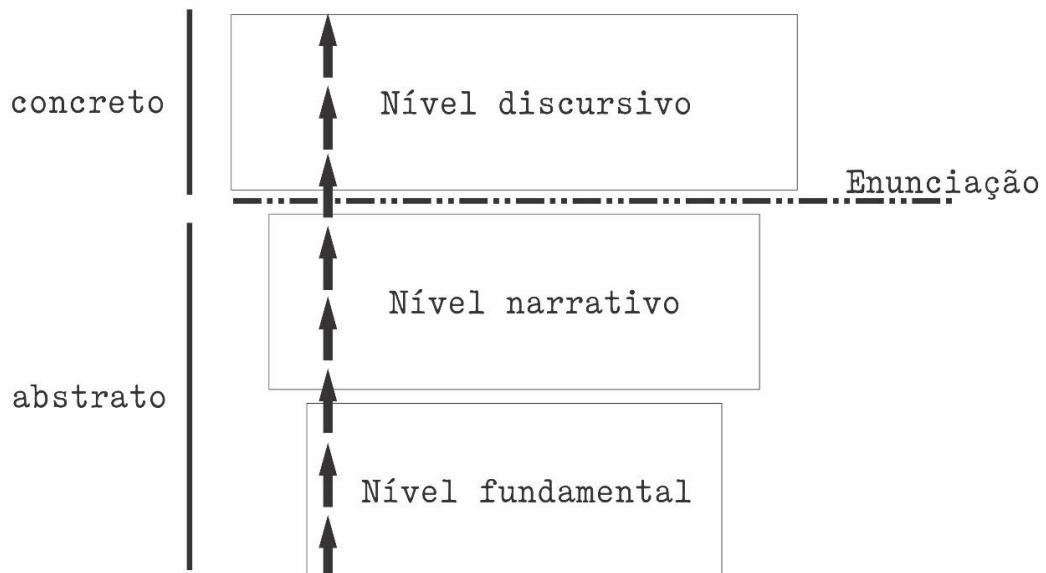 concreto
Nível discursivo
Enunciação
Nível narrativo
abstrato
Nível fundamental